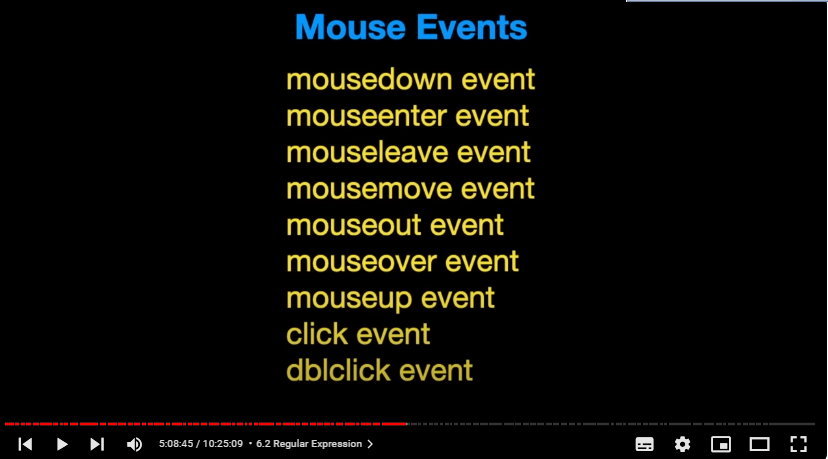 Mouse Events
mousedown event
mouseenter event
mouseleave event
mousemove event
mouseout event
mouseover event
mouseup event
click event
dblclick event
5:08:45 / 10:25:09 • 6.2 Regular Expression